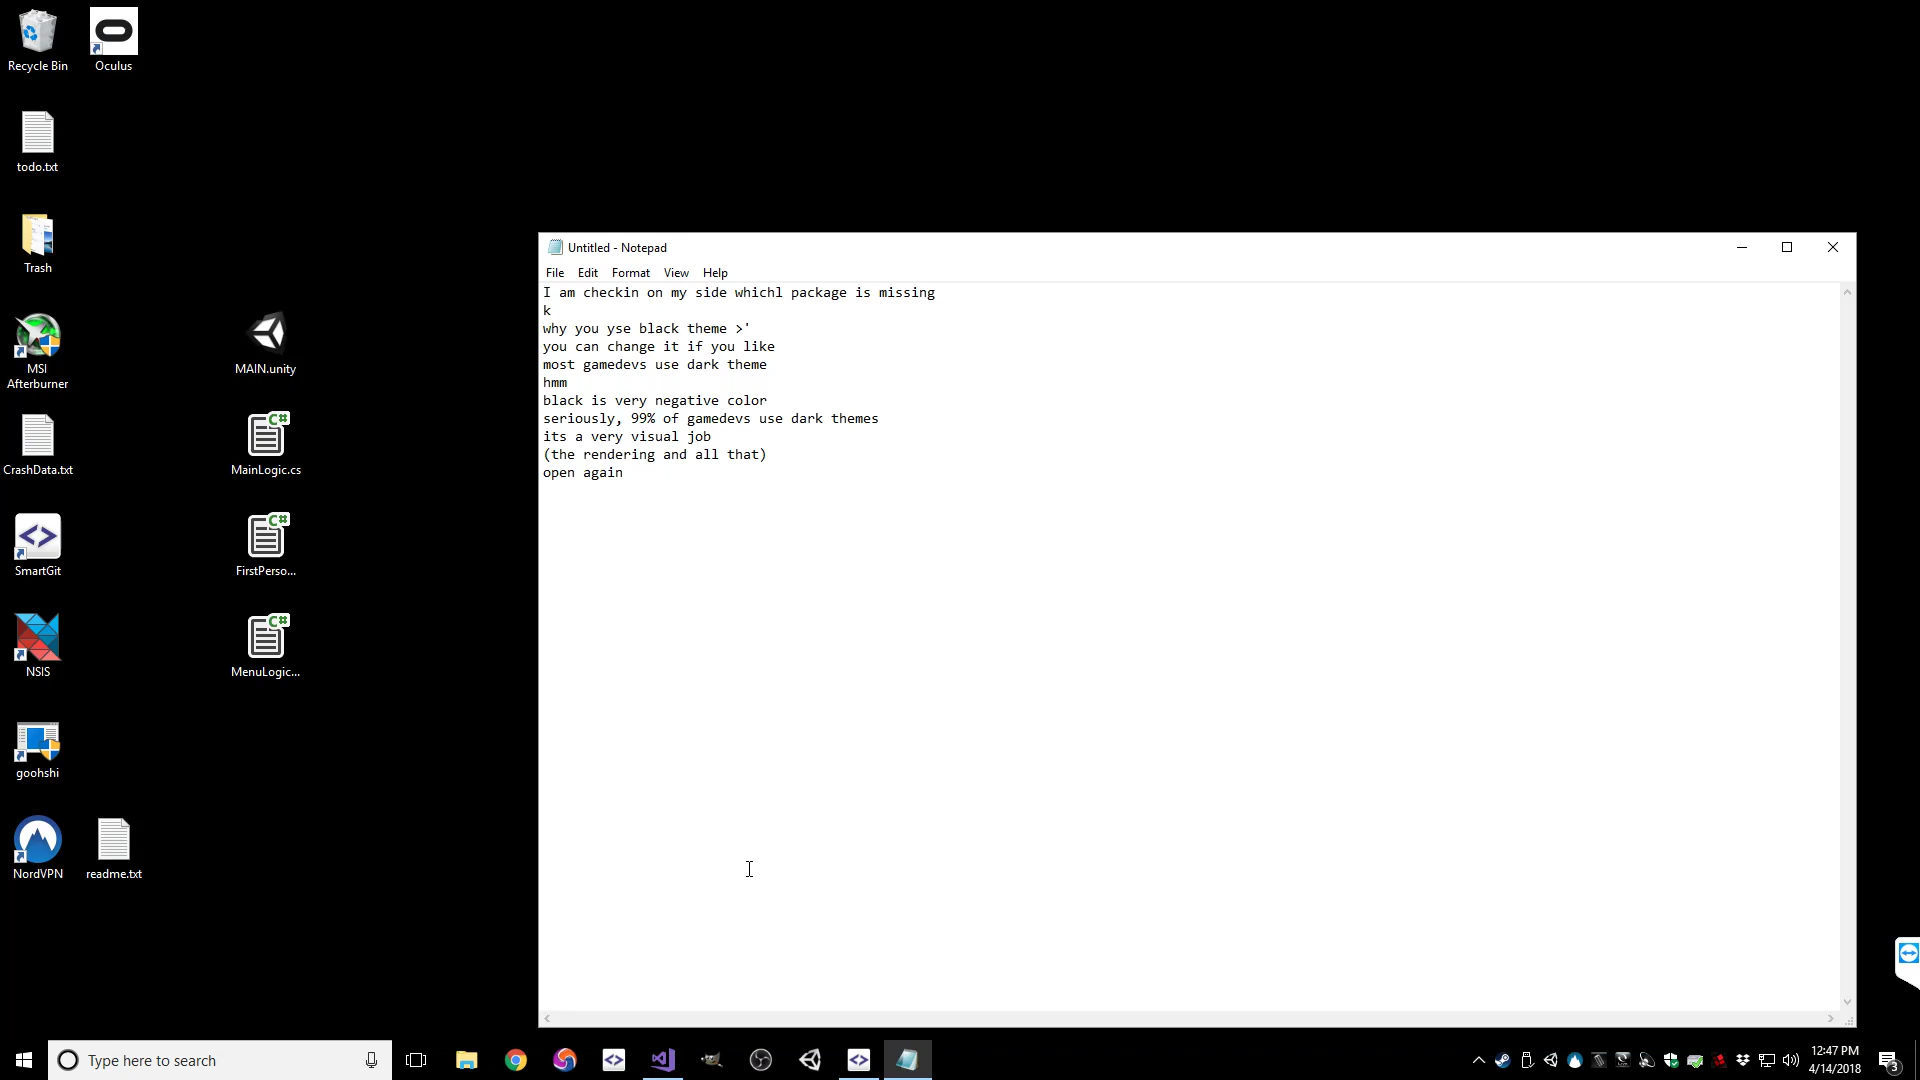 Recycle Bin
Oculus
todo.txt
Trash
MSI
Afterburner
MAIN.unity
CrashData.txt
MainLogic.cs
SmartGit
FirstPerso...
NSIS
MenuLogic...
goohshi
NordVPN
readme.txt
Untitled - Notepad
File Edit Format View Help
I am checkin on my side whichl package is missing
k
why you yse black theme >'
you can change it if you like
most gamedevs use dark theme
hmm
black is very negative color
seriously, 99% of gamedevs use dark themes
its a very visual job
(the rendering and all that)
open again
Type here to search
12:47 PM
4/14/2018
3